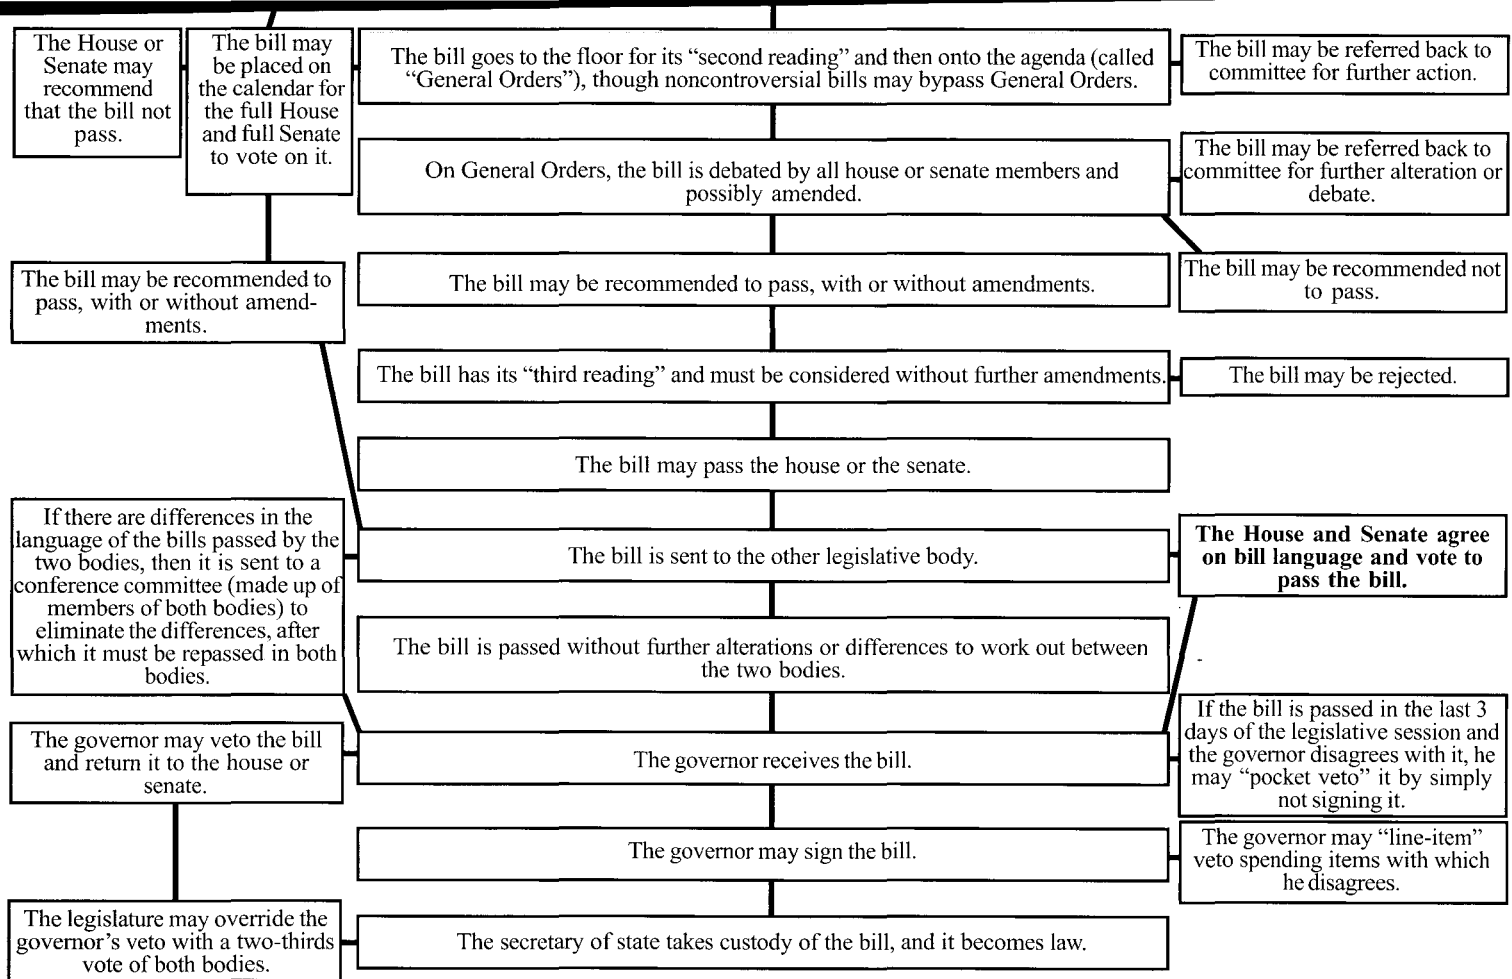 The House or
Senate may
recommend
that the bill not
pass.
The bill may
be placed on
the calendar for
the full House
and full Senate
to vote on it.
The bill goes to the floor for its “second reading” and then onto the agenda (called
“General Orders”), though noncontroversial bills may bypass General Orders.
The bill may be referred back to
committee for further action.
On General Orders, the bill is debated by all house or senate members and
possibly amended.
The bill may be referred back to
committee for further alteration or
debate.
The bill may be recommended to
pass, with or without amend-
ments.
The bill may be recommended to pass, with or without amendments.
The bill may be recommended not
to pass.
The bill has its “third reading” and must be considered without further amendments.
The bill may be rejected.
The bill may pass the house or the senate.
If there are differences in the
language of the bills passed by the
two bodies, then it is sent to a
conference committee (made up of
members of both bodies) to
eliminate the differences, after
which it must be repassed in both
bodies.
The bill is sent to the other legislative body.
The House and Senate agree
on bill language and vote to
pass the bill.
The bill is passed without further alterations or differences to work out between
the two bodies.
The governor may veto the bill
and return it to the house or
senate.
The governor receives the bill.
If the bill is passed in the last 3
days of the legislative session and
the governor disagrees with it, he
may “pocket veto” it by simply
not signing it.
The governor may sign the bill.
The governor may “line-item”
veto spending items with which
he disagrees.
The legislature may override the
governor’s veto with a two-thirds
vote of both bodies.
The secretary of state takes custody of the bill, and it becomes law.